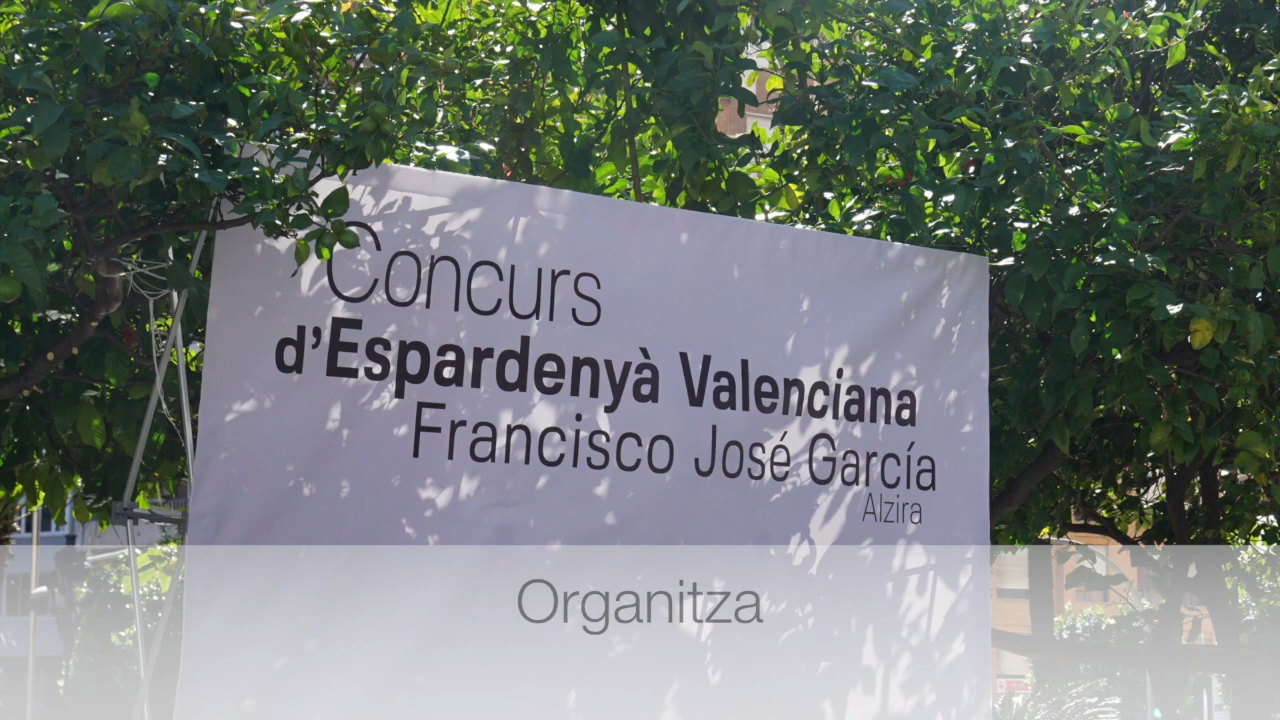 Concurs
d'Espardenyà Valenciana
Francisco José García
Alzira
Organitza